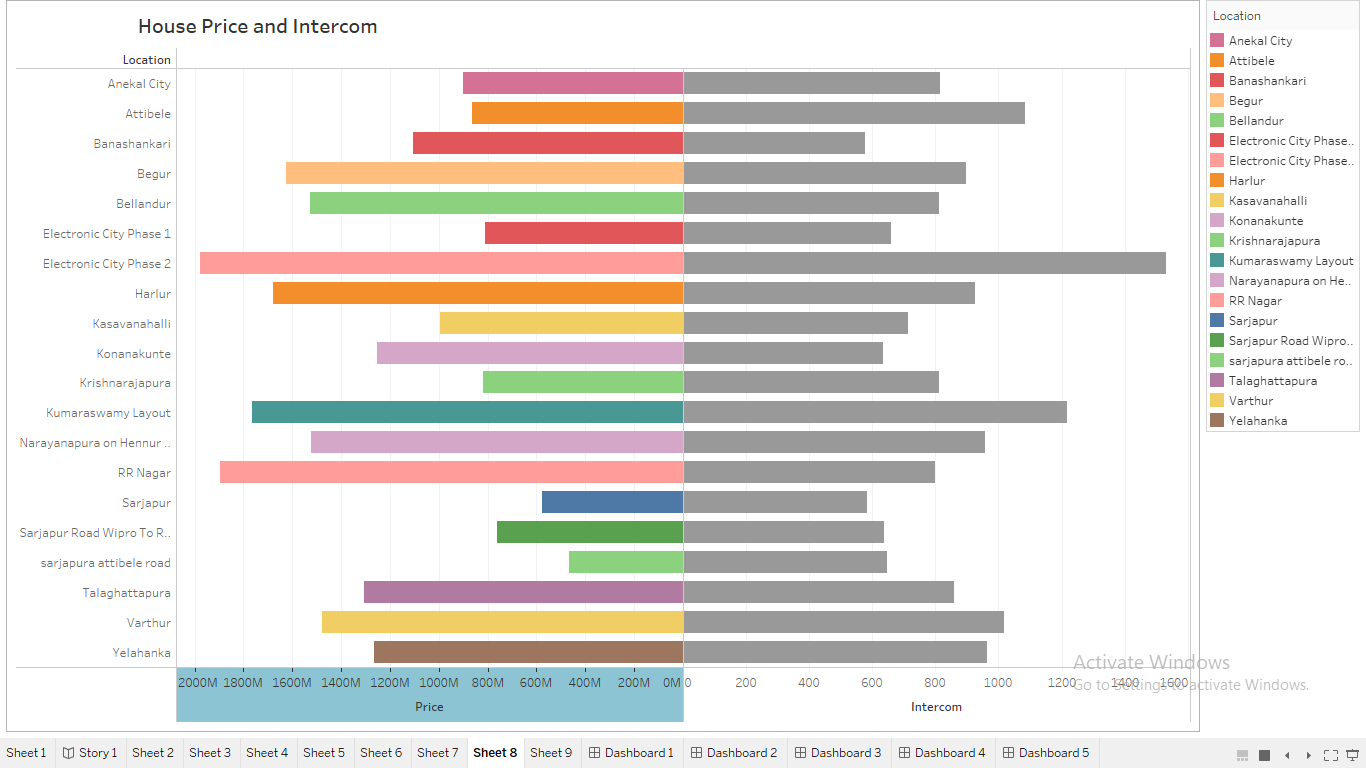 House Price and Intercom
Location
Anekal City
Attibele
Banashankari
Begur
Bellandur
Electronic City Phase 1
Electronic City Phase 2
Harlur
Kasavanahalli
Konanakunte
Krishnarajapura
Kumaraswamy Layout
Narayanapura on Hennur ..
RR Nagar
Sarjapur
Sarjapur Road Wipro To R..
sarjapura attibele road
Talaghattapura
Varthur
Yelahanka
2000M 1800M 1600M 1400M 1200M 1000M 800M 600M 400M 200M 0M
Price
0 200 400 600 800 1000 1200 1400 1600
Intercom
Location
Anekal City
Attibele
Banashankari
Begur
Bellandur
Electronic City Phase..
Electronic City Phase..
Harlur
Kasavanahalli
Konanakunte
Krishnarajapura
Kumaraswamy Layout
Narayanapura on He..
RR Nagar
Sarjapur
Sarjapur Road Wipro..
sarjapura attibele ro..
Talaghattapura
Varthur
Yelahanka
Activate Windows
Go to Settings to activate Windows.
Sheet 1 Story 1 Sheet 2 Sheet 3 Sheet 4 Sheet 5 Sheet 6 Sheet 7 Sheet 8 Sheet 9 Dashboard 1 Dashboard 2 Dashboard 3 Dashboard 4 Dashboard 5